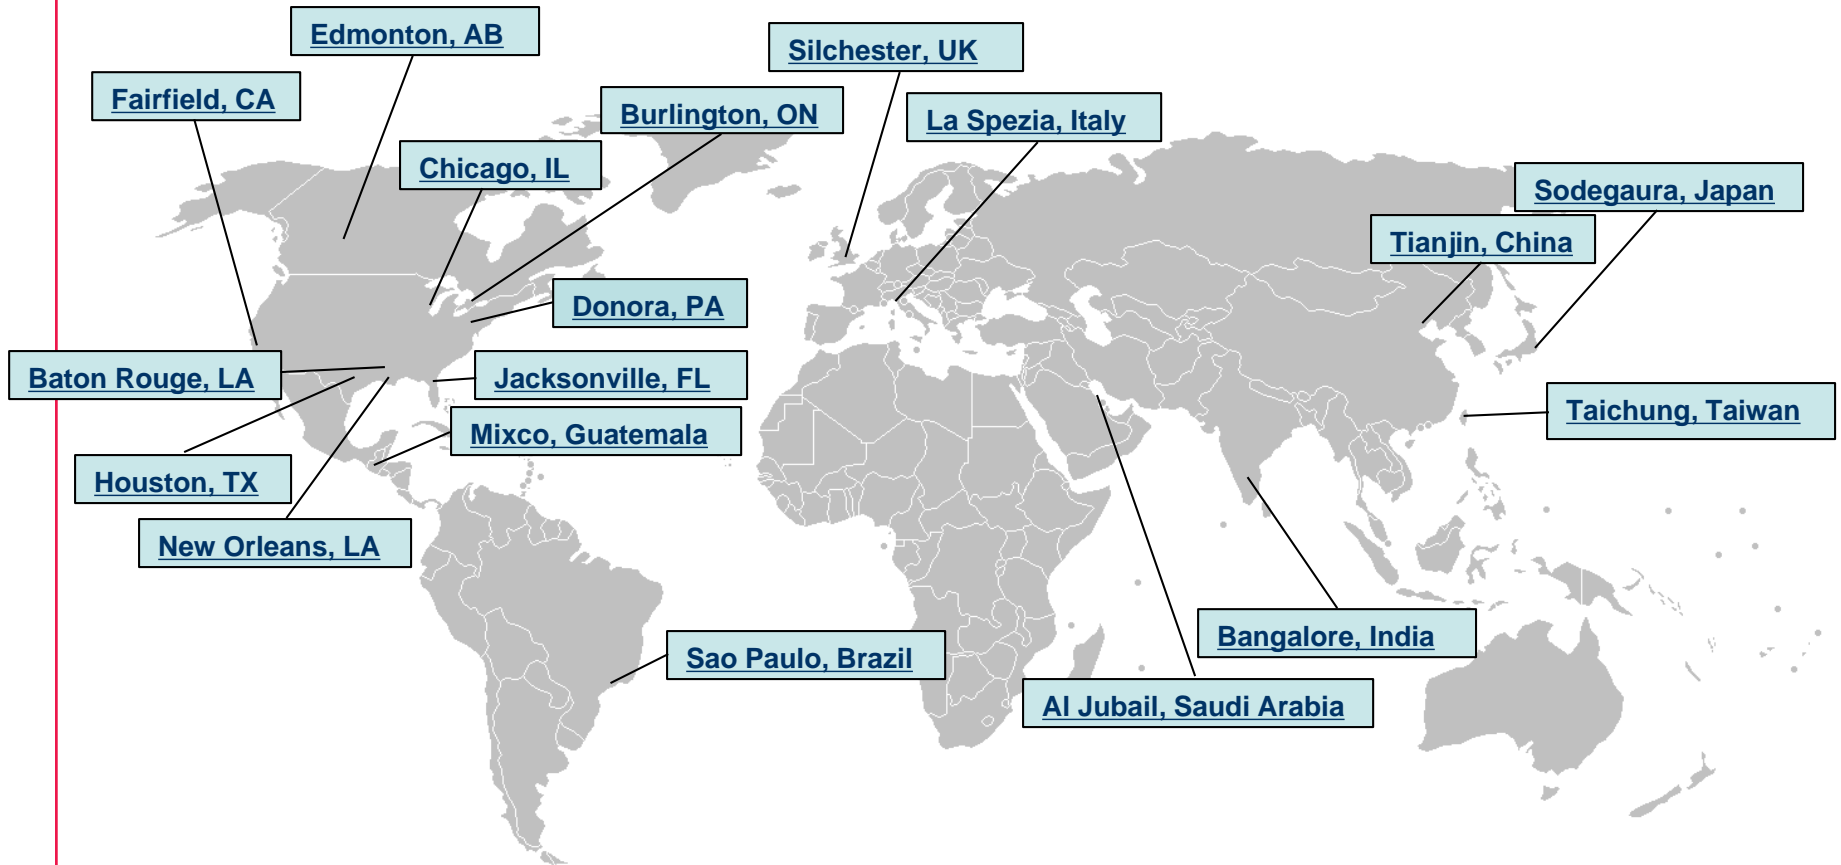 Edmonton, AB
Silchester, UK
Fairfield, CA
Burlington, ON
La Spezia, Italy
Chicago, IL
Sodegaura, Japan
Tianjin, China
Donora, PA
Baton Rouge, LA
Jacksonville, FL
Taichung, Taiwan
Mixco, Guatemala
Houston, TX
New Orleans, LA
Bangalore, India
Sao Paulo, Brazil
Al Jubail, Saudi Arabia